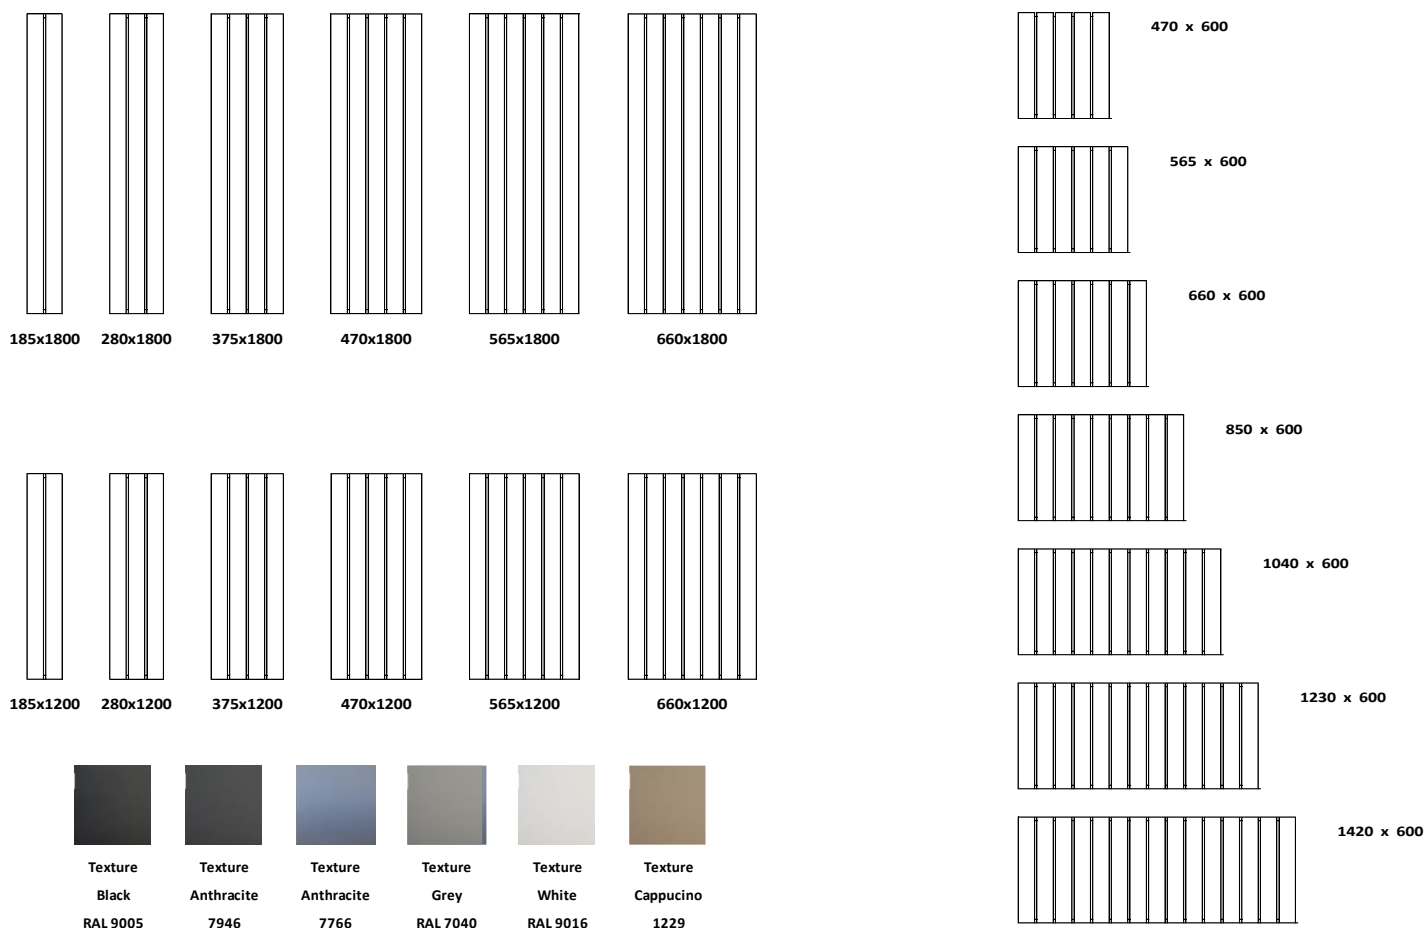 185x1800 280x1800 375x1800 470x1800 565x1800 660x1800
185x1200 280x1200 375x1200 470x1200 565x1200 660x1200
Texture
Black
RAL 9005
Texture
Anthracite
7946
Texture
Anthracite
7766
Texture
Grey
RAL 7040
Texture
White
RAL 9016
Texture
Cappucino
1229
470 x 600
565 x 600
660 x 600
850 x 600
1040 x 600
1230 x 600
1420 x 600